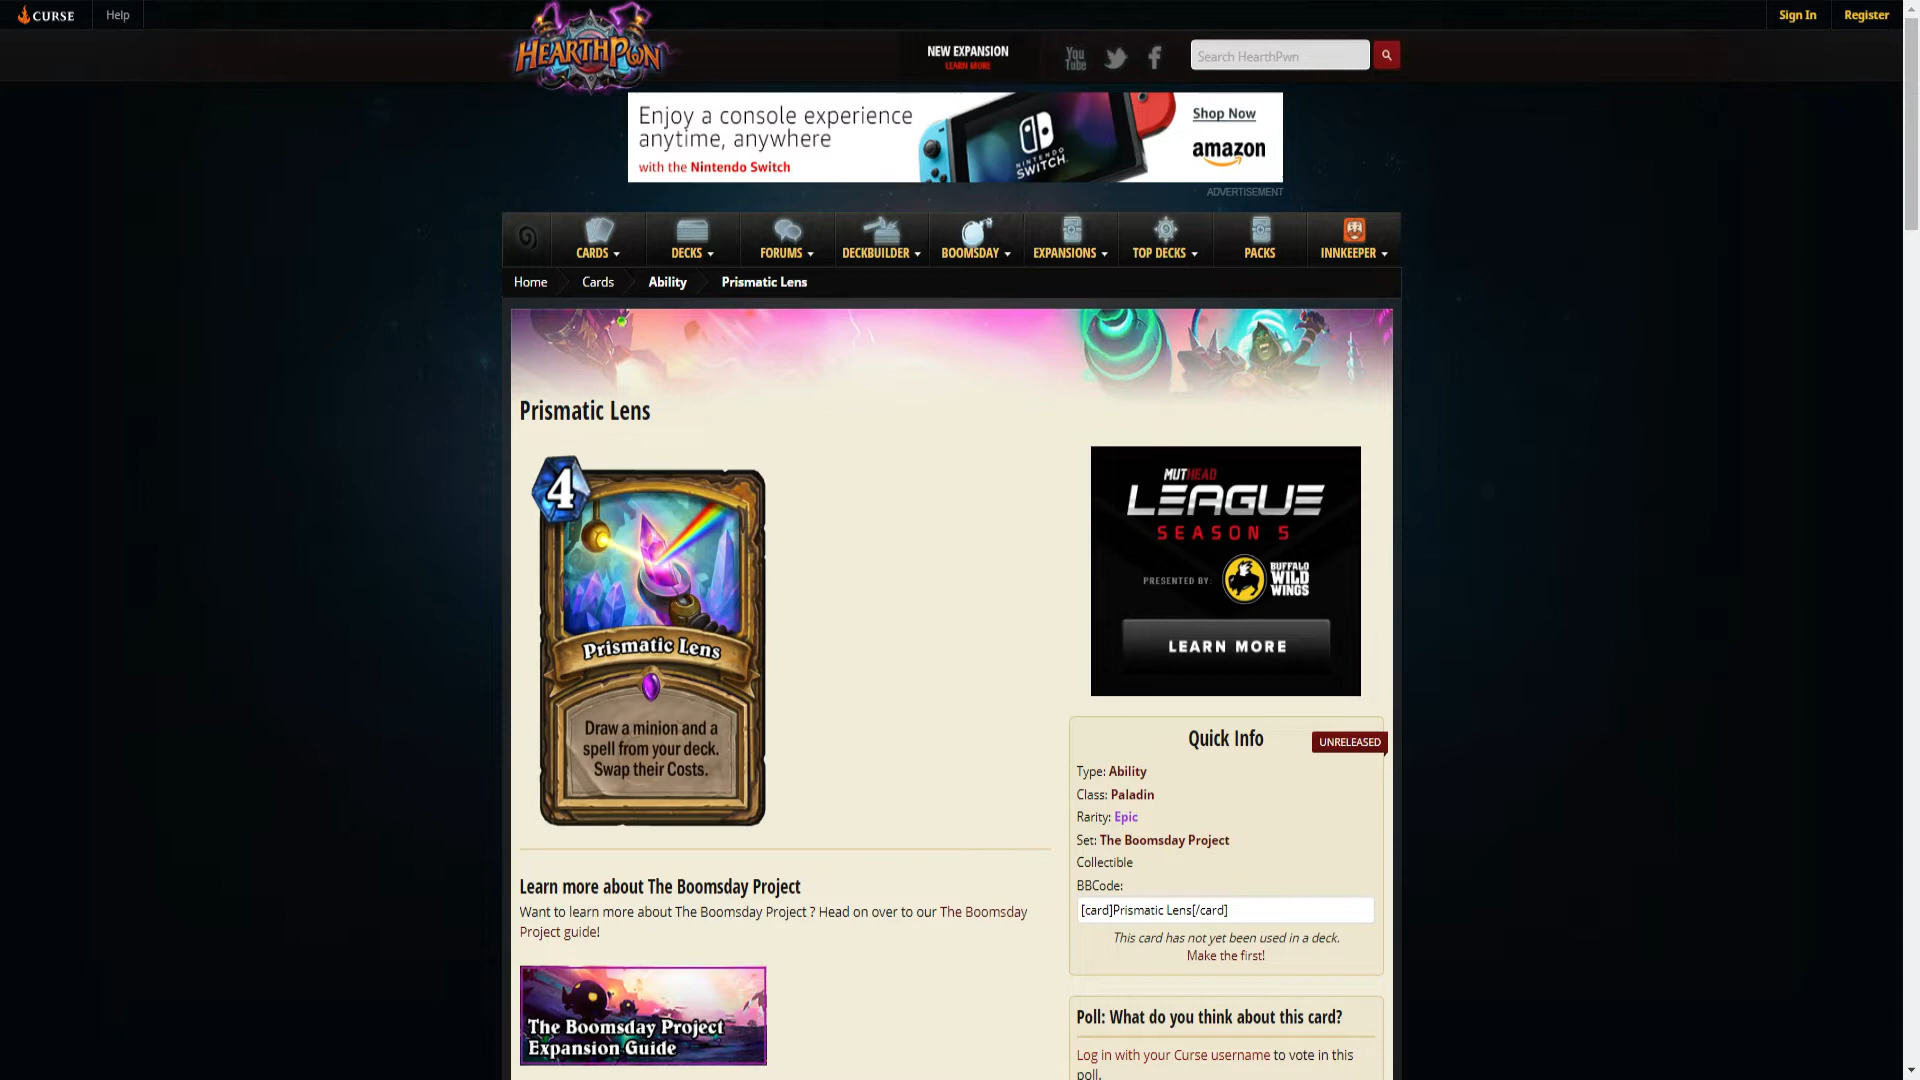 CURSE
Help
Sign In
Register
HEARTHPWN
NEW EXPANSION
LEARN MORE
You
Tube
Search HearthPwn
Enjoy a console experience
anytime, anywhere
with the Nintendo Switch
NINTENDO
SWITCH
Shop Now
amazon
ADVERTISEMENT
CARDS
DECKS
FORUMS
DECKBUILDER
BOOMSDAY
EXPANSIONS
TOP DECKS
PACKS
INNKEEPER
Home
Cards
Ability
Prismatic Lens
Prismatic Lens
4
Prismatic Lens
Draw a minion and a
spell from your deck.
Swap their Costs.
MUTHEAD
LEAGUE
SEASON 5
PRESENTED BY:
BUFFALO
WILD
WINGS
LEARN MORE
Quick Info
UNRELEASED
Type: Ability
Class: Paladin
Rarity: Epic
Set: The Boomsday Project
Collectible
BBCode:
[card]Prismatic Lens[/card]
This card has not yet been used in a deck.
Make the first!
Learn more about The Boomsday Project
Want to learn more about The Boomsday Project ? Head on over to our The Boomsday
Project guide!
The Boomsday Project
Expansion Guide
Poll: What do you think about this card?
Log in with your Curse username to vote in this
poll.